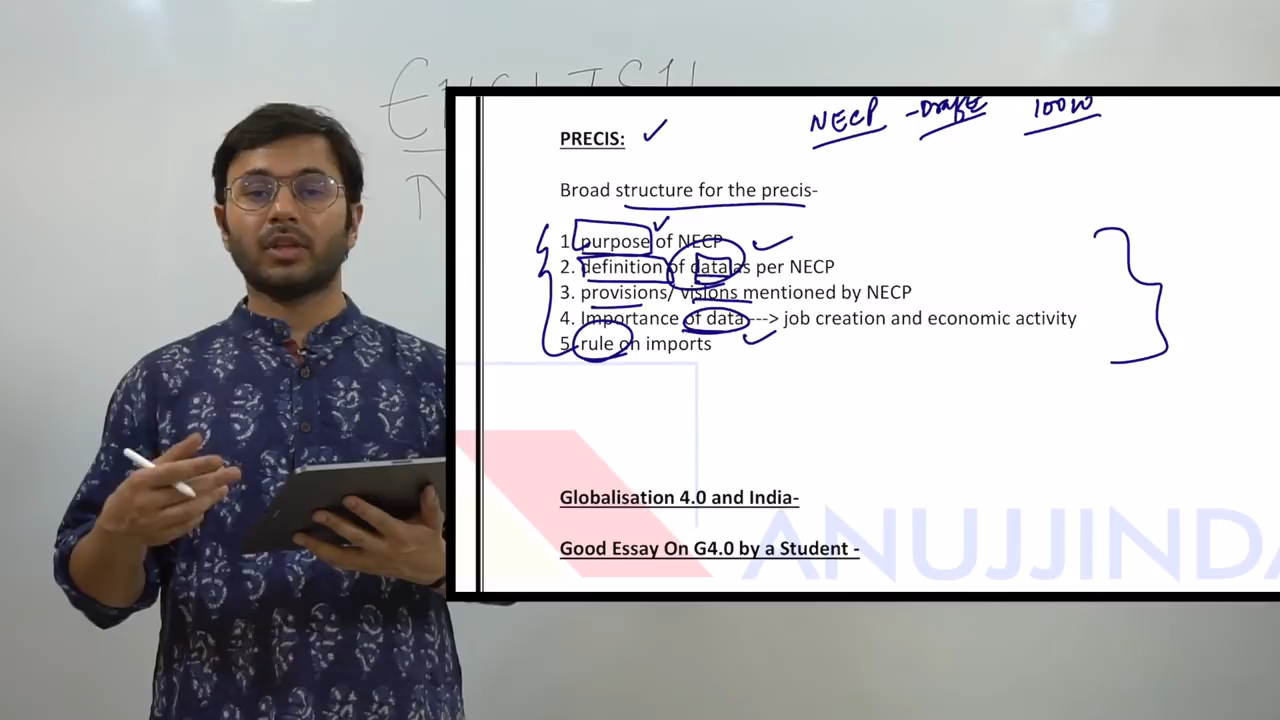 ENGLISH
NECP -Draft
PRECIS:
Broad structure for the precis-
1. purpose of NECP
2. definition of data as per NECP
3. provisions/ visions mentioned by NECP
4. Importance of data ---> job creation and economic activity
5. rule on imports
Globalisation 4.0 and India-
Good Essay On G4.0 by a Student -
ANUJJINDA